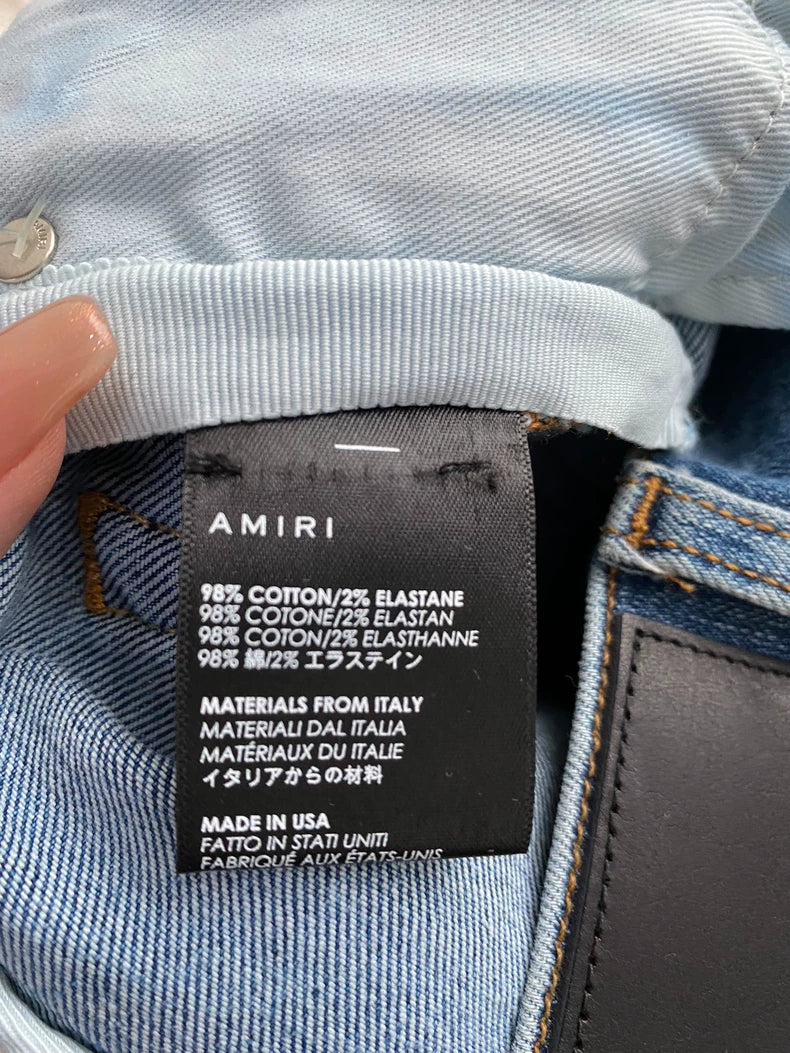 AMIRI
98% COTTON/2% ELASTANE
98% COTONE/2% ELASTAN
98% COTON/2% ELASTHANNE
98% 綿/2% エラステイン
MATERIALS FROM ITALY
MATERIALI DAL ITALIA
MATÉRIAUX DU ITALIE
イタリアからの材料
MADE IN USA
FATTO IN STATI UNITI
FABRIQUÉ AUX ÉTATS-UNIS